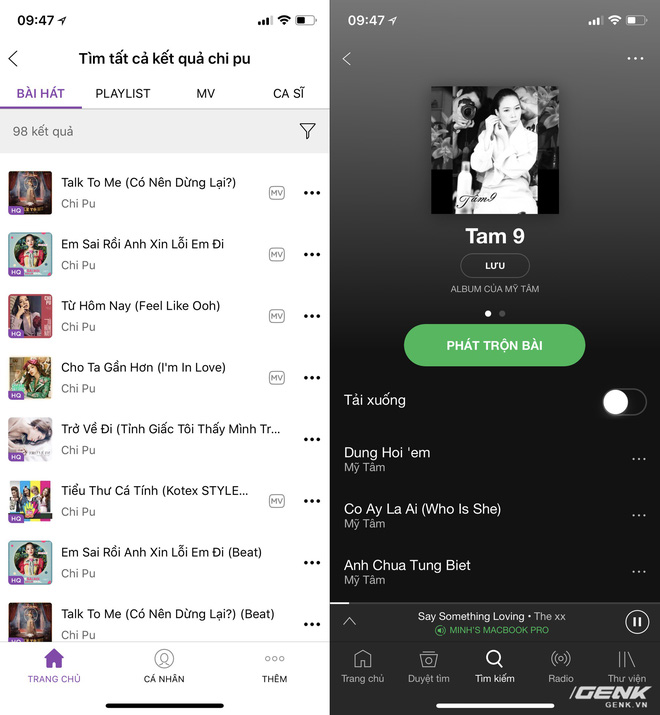 09:47
Tìm tất cả kết quả chi pu
BÀI HÁT
PLAYLIST
MV
CA SĨ
98 kết quả
Talk To Me (Có Nên Dừng Lại?)
Chi Pu
MV
HQ
Em Sai Rồi Anh Xin Lỗi Em Đi
Chi Pu
MV
HQ
Từ Hôm Nay (Feel Like Ooh)
Chi Pu
MV
HQ
Cho Ta Gần Hơn (I'm In Love)
Chi Pu
MV
HQ
Trở Về Đi (Tỉnh Giấc Tôi Thấy Mình Tr...
Chi Pu
HQ
Tiểu Thư Cá Tính (Kotex STYLE...
Chi Pu
MV
HQ
Em Sai Rồi Anh Xin Lỗi Em Đi (Beat)
Chi Pu
HQ
Talk To Me (Có Nên Dừng Lại?) (Beat)
Chi Pu
HQ
TRANG CHỦ
CÁ NHÂN
THÊM
09:47
Tâm9
Tam 9
LƯU
ALBUM CỦA MỸ TÂM
PHÁT TRỘN BÀI
Tải xuống
Dung Hoi 'em
Mỹ Tâm
Co Ay La Ai (Who Is She)
Mỹ Tâm
Anh Chua Tung Biet
Mỹ Tâm
Say Something Loving • The xx
MINH'S MACBOOK PRO
Trang chủ
Duyệt tìm
Tìm kiếm
Radio
Thư viện
GENK
GENK.VN